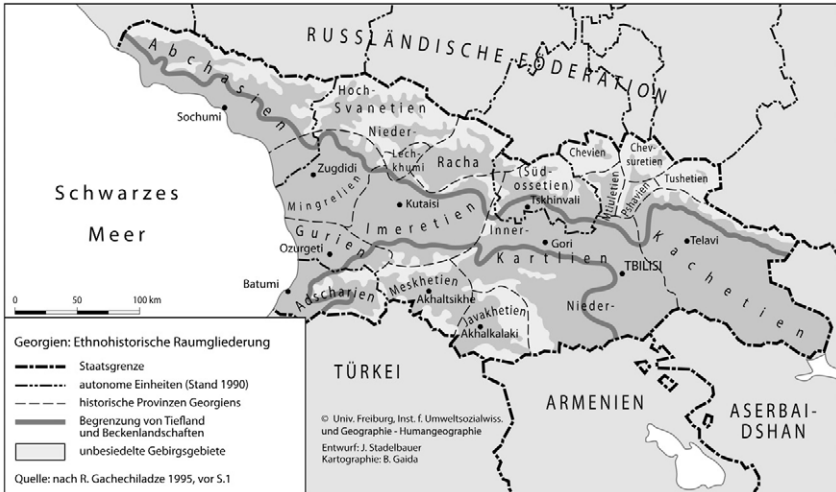 RUSSLÄNDISCHE FÖDERATION
Abchasien
Sochumi
Hoch-
Svanetien
Nieder-
Lech-
khumi
Racha
(Süd-
ossetien)
Chevien
Chev-
suretien
Tushetien
Mtiuletien
Pshavien
Zugdidi
Mingrelien
Kutaisi
Imeretien
Tskhinvali
Schwarzes
Meer
Gurien
Ozurgeti
Inner-
Kartlien
Gori
Telavi
Kachetien
TBILISI
Batumi
Adscharien
Meskhetien
Akhaltsikhe
Nieder-
Javakhetien
Akhalkalaki
0 50 100 km
TÜRKEI
ARMENIEN
ASERBAI-
DSHAN
Georgien: Ethnohistorische Raumgliederung
Staatsgrenze
autonome Einheiten (Stand 1990)
historische Provinzen Georgiens
Begrenzung von Tiefland
und Beckenlandschaften
unbesiedelte Gebirgsgebiete
Quelle: nach R. Gachechiladze 1995, vor S.1
© Univ. Freiburg, Inst. f. Umweltsozialwiss.
und Geographie - Humangeographie
Entwurf: J. Stadelbauer
Kartographie: B. Gaida